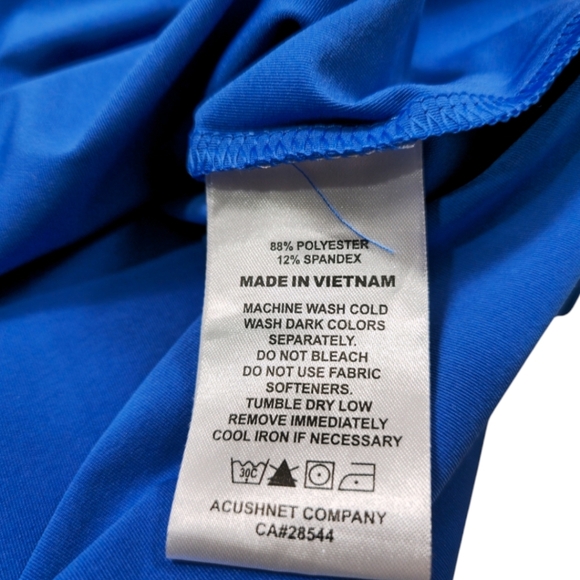 88% POLYESTER
12% SPANDEX
MADE IN VIETNAM
MACHINE WASH COLD
WASH DARK COLORS
SEPARATELY.
DO NOT BLEACH
DO NOT USE FABRIC
SOFTENERS.
TUMBLE DRY LOW
REMOVE IMMEDIATELY
COOL IRON IF NECESSARY
30C
ACUSHNET COMPANY
CA#28544